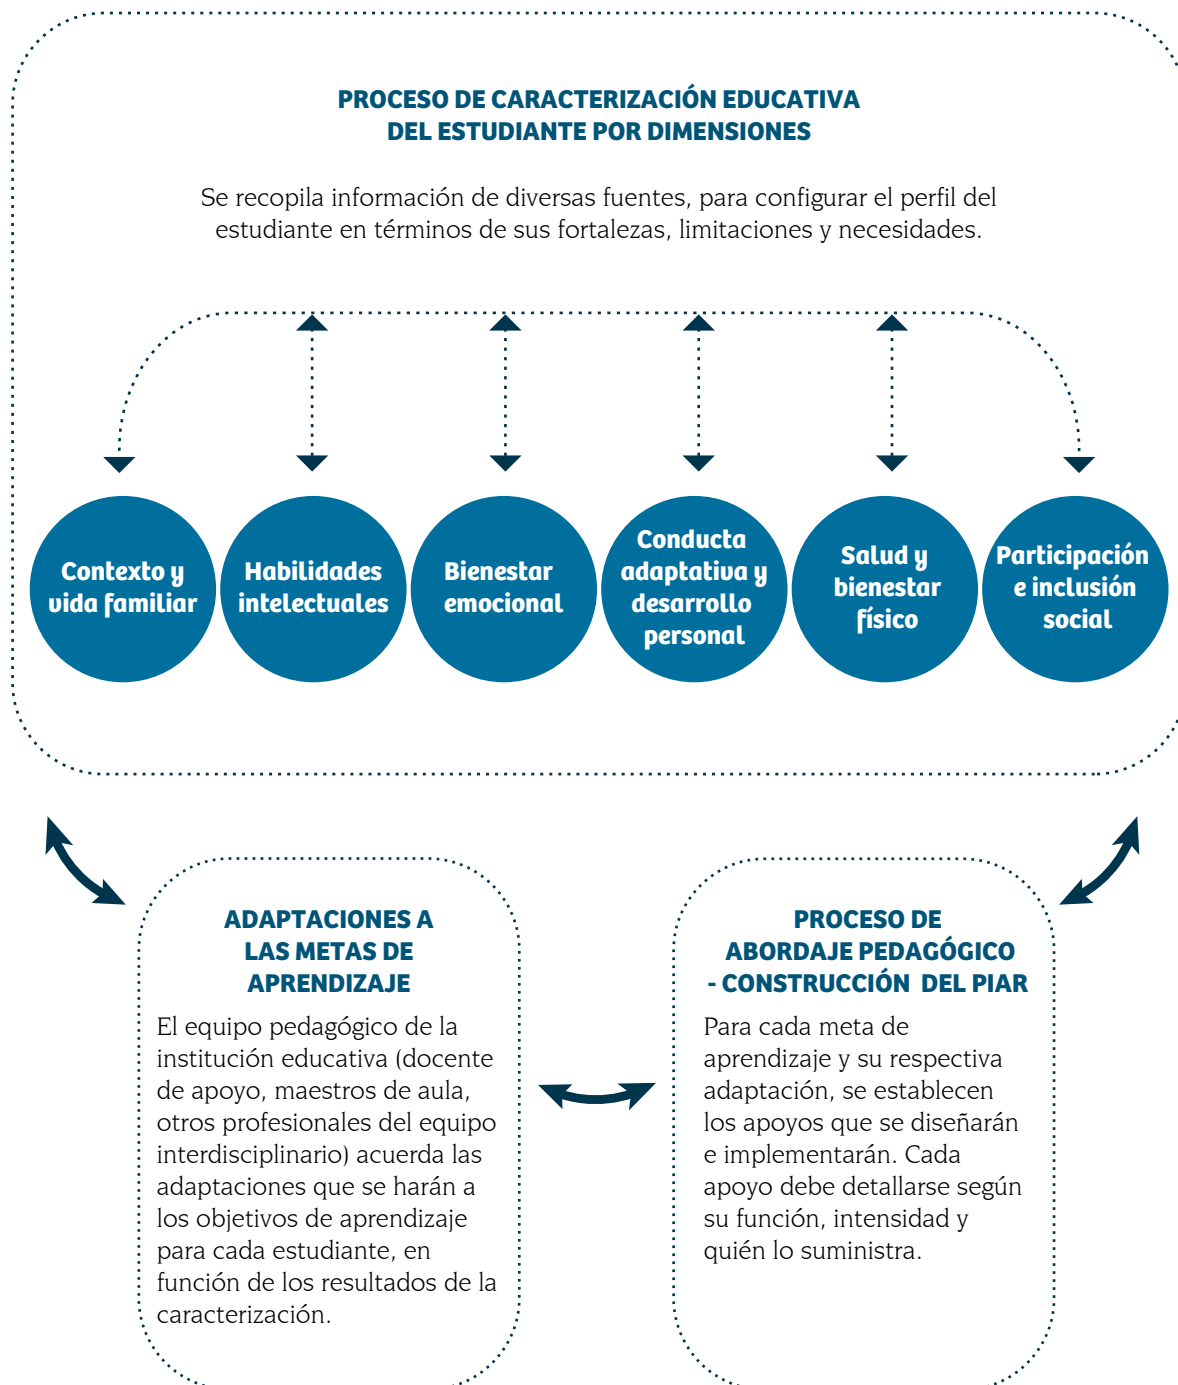 PROCESO DE CARACTERIZACIÓN EDUCATIVA
DEL ESTUDIANTE POR DIMENSIONES
Se recopila información de diversas fuentes, para configurar el perfil del
estudiante en términos de sus fortalezas, limitaciones y necesidades.
Contexto y
vida familiar
Habilidades
intelectuales
Bienestar
emocional
Conducta
adaptativa y
desarrollo
personal
Salud y
bienestar
físico
Participación
e inclusión
social
ADAPTACIONES A
LAS METAS DE
APRENDIZAJE
El equipo pedagógico de la
institución educativa (docente
de apoyo, maestros de aula,
otros profesionales del equipo
interdisciplinario) acuerda las
adaptaciones que se harán a
los objetivos de aprendizaje
para cada estudiante, en
función de los resultados de la
caracterización.
PROCESO DE
ABORDAJE PEDAGÓGICO
- CONSTRUCCIÓN DEL PIAR
Para cada meta de
aprendizaje y su respectiva
adaptación, se establecen
los apoyos que se diseñarán
e implementarán. Cada
apoyo debe detallarse según
su función, intensidad y
quién lo suministra.